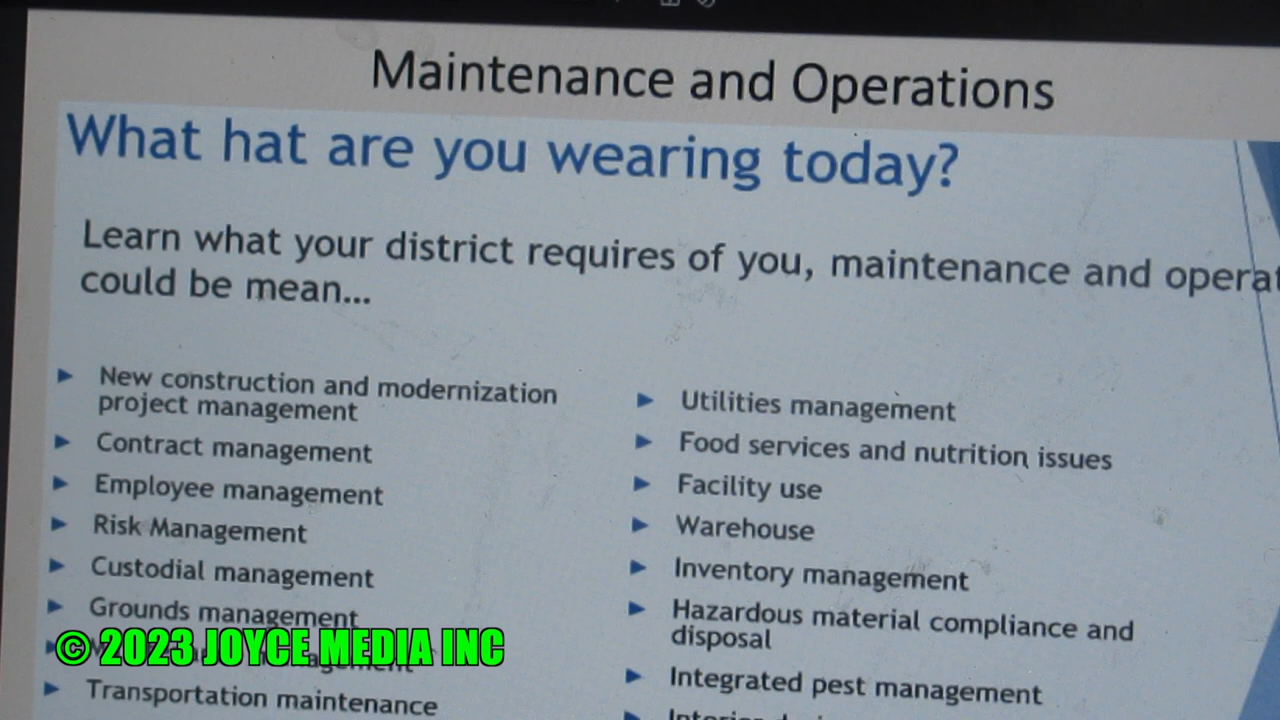 Maintenance and Operations
What hat are you wearing today?
Learn what your district requires of you, maintenance and operat
could be mean...
New construction and modernization
project management
Contract management
Employee management
Risk Management
Custodial management
Grounds management
© 2023 JOYCE MEDIA INC
Transportation maintenance
Utilities management
Food services and nutrition issues
Facility use
Warehouse
Inventory management
Hazardous material compliance and
disposal
Integrated pest management